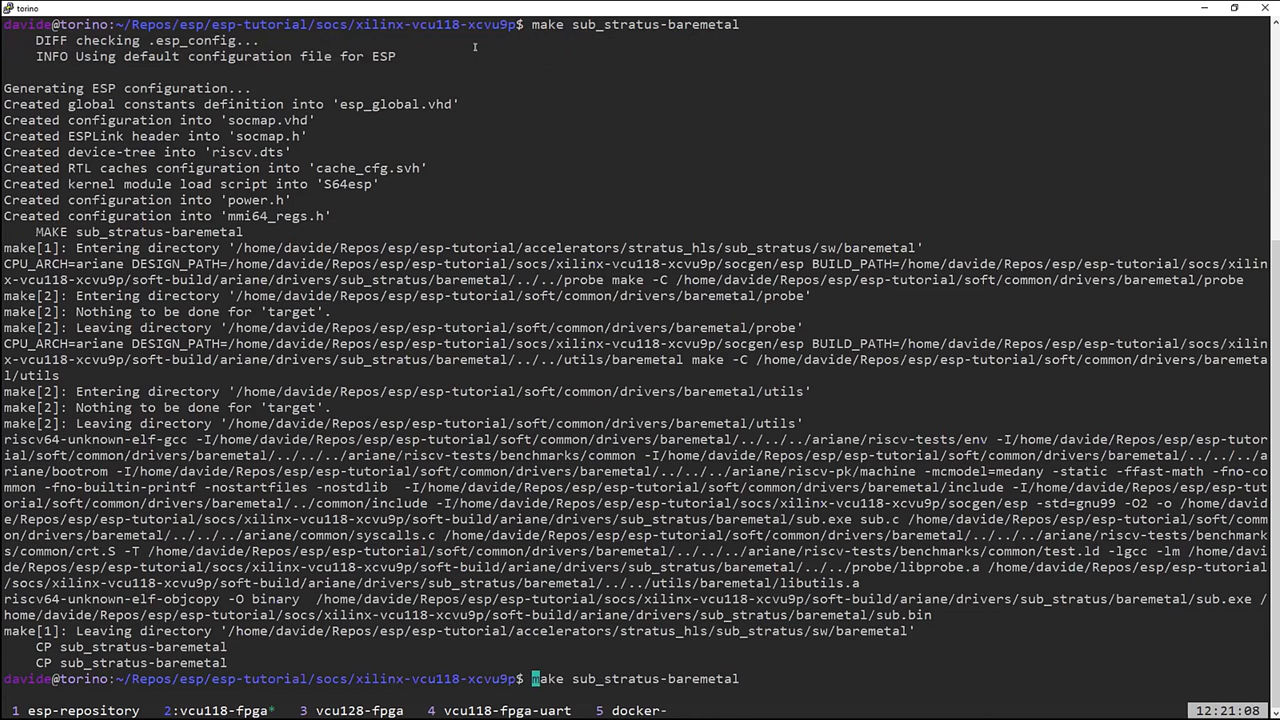 torino
davide@torino:~/Repos/esp/esp-tutorial/socs/xilinx-vcu118-xcvu9p$ make sub_stratus-baremetal
DIFF checking .esp_config...
INFO Using default configuration file for ESP
Generating ESP configuration...
Created global constants definition into 'esp_global.vhd'
Created configuration into 'socmap.vhd'
Created ESPLink header into 'socmap.h'
Created device-tree into 'riscv.dts'
Created RTL caches configuration into 'cache_cfg.svh'
Created kernel module load script into 'S64esp'
Created configuration into 'power.h'
Created configuration into 'mmi64_regs.h'
MAKE sub_stratus-baremetal
make[1]: Entering directory '/home/davide/Repos/esp/esp-tutorial/accelerators/stratus_hls/sub_stratus/sw/baremetal'
CPU_ARCH=ariane DESIGN_PATH=/home/davide/Repos/esp/esp-tutorial/socs/xilinx-vcu118-xcvu9p/socgen/esp BUILD_PATH=/home/davide/Repos/esp/esp-tutorial/socs/xilin
x-vcu118-xcvu9p/soft-build/ariane/drivers/sub_stratus/baremetal/../../probe make -C /home/davide/Repos/esp/esp-tutorial/soft/common/drivers/baremetal/probe
make[2]: Entering directory '/home/davide/Repos/esp/esp-tutorial/soft/common/drivers/baremetal/probe'
make[2]: Nothing to be done for 'target'.
make[2]: Leaving directory '/home/davide/Repos/esp/esp-tutorial/soft/common/drivers/baremetal/probe'
CPU_ARCH=ariane DESIGN_PATH=/home/davide/Repos/esp/esp-tutorial/socs/xilinx-vcu118-xcvu9p/socgen/esp BUILD_PATH=/home/davide/Repos/esp/esp-tutorial/socs/xilin
x-vcu118-xcvu9p/soft-build/ariane/drivers/sub_stratus/baremetal/../../utils/baremetal make -C /home/davide/Repos/esp/esp-tutorial/soft/common/drivers/baremeta
l/utils
make[2]: Entering directory '/home/davide/Repos/esp/esp-tutorial/soft/common/drivers/baremetal/utils'
make[2]: Nothing to be done for 'target'.
make[2]: Leaving directory '/home/davide/Repos/esp/esp-tutorial/soft/common/drivers/baremetal/utils'
riscv64-unknown-elf-gcc -I/home/davide/Repos/esp/esp-tutorial/soft/common/drivers/baremetal/../../../ariane/riscv-tests/env -I/home/davide/Repos/esp/esp-tutor
ial/soft/common/drivers/baremetal/../../../ariane/riscv-tests/benchmarks/common -I/home/davide/Repos/esp/esp-tutorial/soft/common/drivers/baremetal/../../../a
riane/bootrom -I/home/davide/Repos/esp/esp-tutorial/soft/common/drivers/baremetal/../../../ariane/riscv-pk/machine -mcmodel=medany -static -ffast-math -fno-co
mmon -fno-builtin-printf -nostartfiles -nostdlib  -I/home/davide/Repos/esp/esp-tutorial/soft/common/drivers/baremetal/include -I/home/davide/Repos/esp/esp-tut
orial/soft/common/drivers/baremetal/../common/include -I/home/davide/Repos/esp/esp-tutorial/socs/xilinx-vcu118-xcvu9p/socgen/esp -std=gnu99 -O2 -o /home/david
e/Repos/esp/esp-tutorial/socs/xilinx-vcu118-xcvu9p/soft-build/ariane/drivers/sub_stratus/baremetal/sub.exe sub.c /home/davide/Repos/esp/esp-tutorial/soft/comm
on/drivers/baremetal/../../../ariane/riscv-tests/benchmarks/common/syscalls.c /home/davide/Repos/esp/esp-tutorial/soft/common/drivers/baremetal/../../../ariane/riscv-tests/benchmark
s/common/crt.S -T /home/davide/Repos/esp/esp-tutorial/soft/common/drivers/baremetal/../../../ariane/riscv-tests/benchmarks/common/test.ld -lgcc -lm /home/davi
de/Repos/esp/esp-tutorial/socs/xilinx-vcu118-xcvu9p/soft-build/ariane/drivers/sub_stratus/baremetal/../../probe/libprobe.a /home/davide/Repos/esp/esp-tutorial
/socs/xilinx-vcu118-xcvu9p/soft-build/ariane/drivers/sub_stratus/baremetal/../../utils/baremetal/libutils.a
riscv64-unknown-elf-objcopy -O binary  /home/davide/Repos/esp/esp-tutorial/socs/xilinx-vcu118-xcvu9p/soft-build/ariane/drivers/sub_stratus/baremetal/sub.exe /
home/davide/Repos/esp/esp-tutorial/socs/xilinx-vcu118-xcvu9p/soft-build/ariane/drivers/sub_stratus/baremetal/sub.bin
make[1]: Leaving directory '/home/davide/Repos/esp/esp-tutorial/accelerators/stratus_hls/sub_stratus/sw/baremetal'
CP sub_stratus-baremetal
CP sub_stratus-baremetal
davide@torino:~/Repos/esp/esp-tutorial/socs/xilinx-vcu118-xcvu9p$ make sub_stratus-baremetal
1 esp-repository 2:vcu118-fpga* 3 vcu128-fpga 4 vcu118-fpga-uart 5 docker- 12:21:08